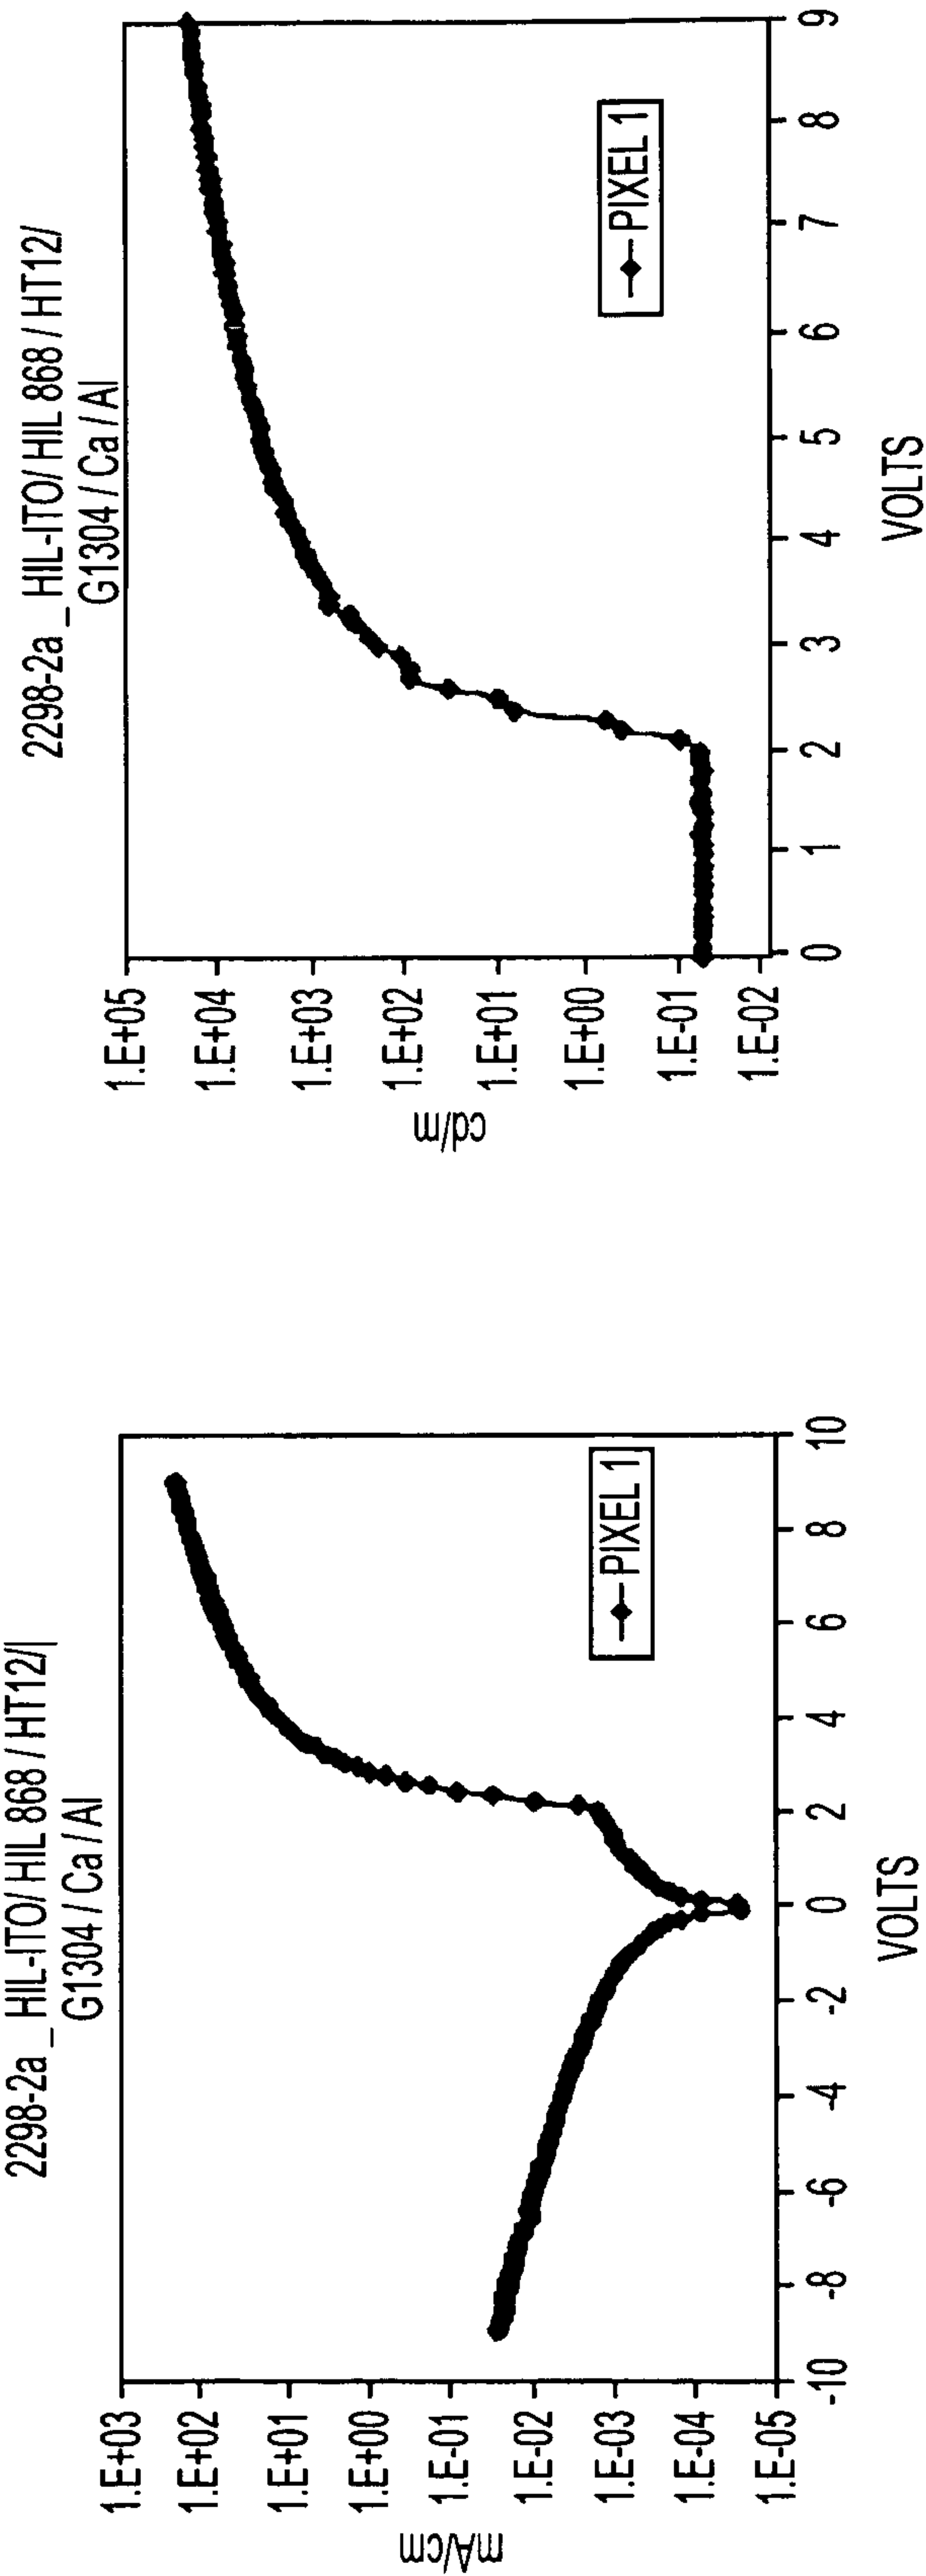 2298-2a _ HIL-ITO/ HIL 868 / HT12/|
G1304 / Ca / Al
mA/cm
1.E+03
1.E+02
1.E+01
1.E+00
1.E-01
1.E-02
1.E-03
1.E-04
1.E-05
-10 -8 -6 -4 -2 0 2 4 6 8 10
VOLTS
PIXEL 1
2298-2a _ HIL-ITO/ HIL 868 / HT12/
G1304 / Ca / Al
cd/m
1.E+05
1.E+04
1.E+03
1.E+02
1.E+01
1.E+00
1.E-01
1.E-02
0 1 2 3 4 5 6 7 8 9
VOLTS
PIXEL 1